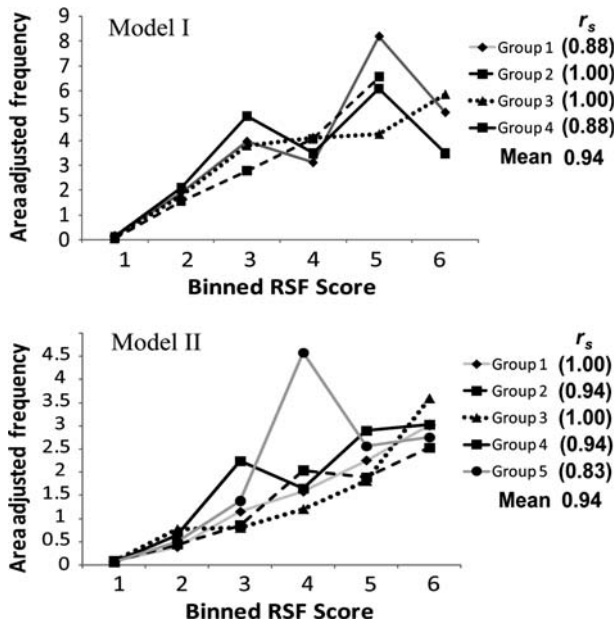 Model I
Area adjusted frequency
9
8
7
6
5
4
3
2
1
0
1 2 3 4 5 6
Binned RSF Score
r_s
Group 1 (0.88)
Group 2 (1.00)
Group 3 (1.00)
Group 4 (0.88)
Mean 0.94
Model II
Area adjusted frequency
4.5
4
3.5
3
2.5
2
1.5
1
0.5
0
1 2 3 4 5 6
Binned RSF Score
r_s
Group 1 (1.00)
Group 2 (0.94)
Group 3 (1.00)
Group 4 (0.94)
Group 5 (0.83)
Mean 0.94